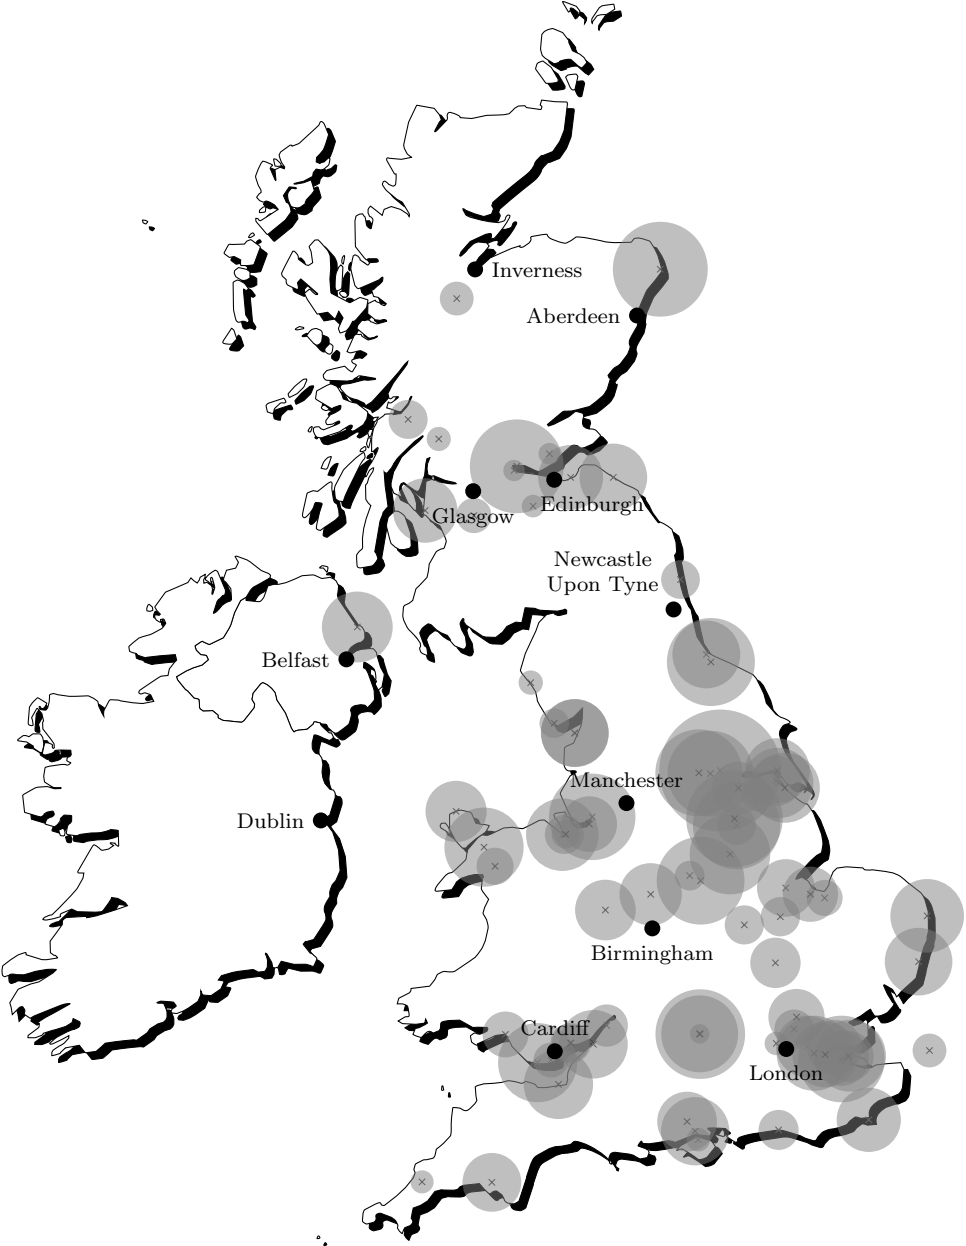 Inverness
Aberdeen
Glasgow
Edinburgh
Newcastle
Upon Tyne
Belfast
Manchester
Dublin
Birmingham
Cardiff
London